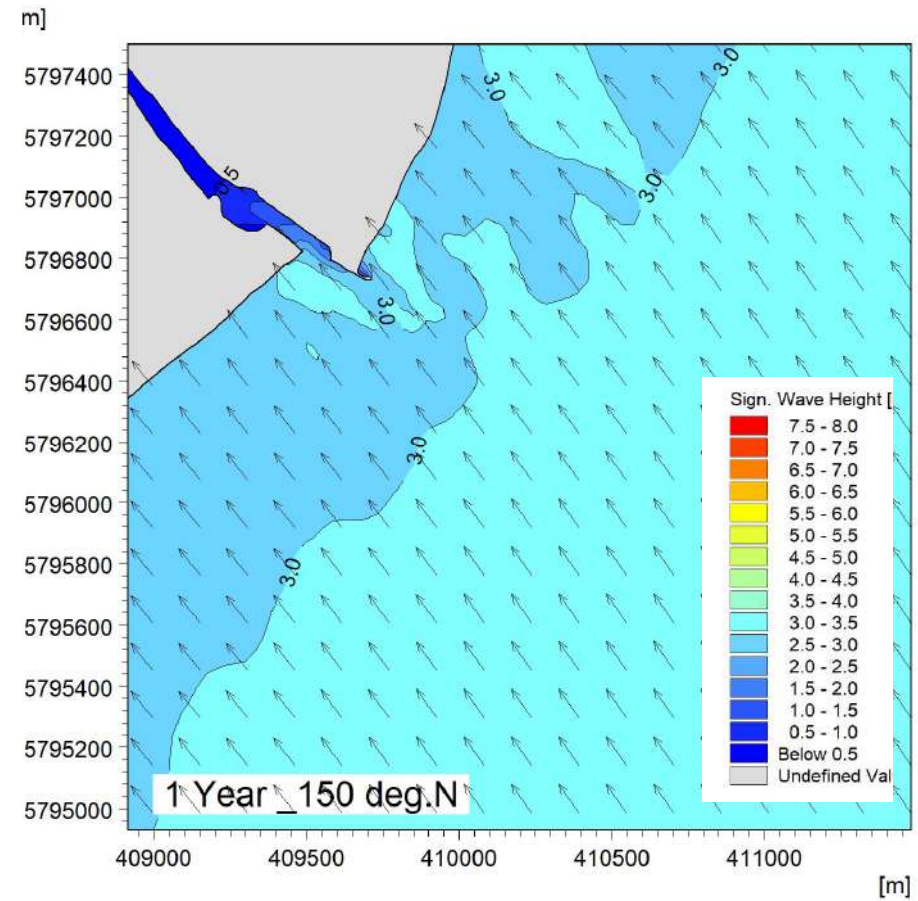 m]
5797400
5797200
5797000
5796800
5796600
5796400
5796200
5796000
5795800
5795600
5795400
5795200
5795000
3.0
3.0
3.0
0.5
3.0
3.0
3.0
Sign. Wave Height [
7.5 - 8.0
7.0 - 7.5
6.5 - 7.0
6.0 - 6.5
5.5 - 6.0
5.0 - 5.5
4.5 - 5.0
4.0 - 4.5
3.5 - 4.0
3.0 - 3.5
2.5 - 3.0
2.0 - 2.5
1.5 - 2.0
1.0 - 1.5
0.5 - 1.0
Below 0.5
Undefined Val
1 Year _150 deg.N
409000 409500 410000 410500 411000
[m]